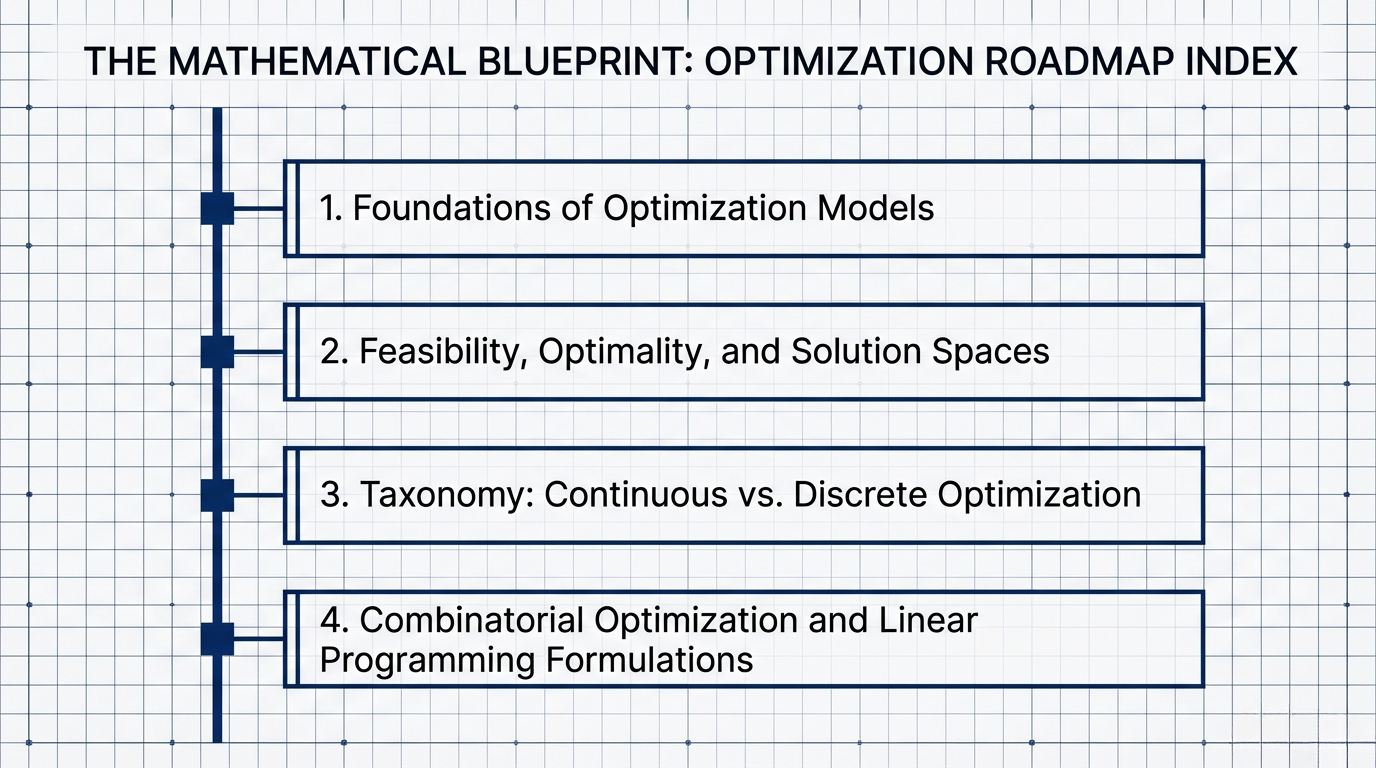 THE MATHEMATICAL BLUEPRINT: OPTIMIZATION ROADMAP INDEX
1. Foundations of Optimization Models
2. Feasibility, Optimality, and Solution Spaces
3. Taxonomy: Continuous vs. Discrete Optimization
4. Combinatorial Optimization and Linear
Programming Formulations